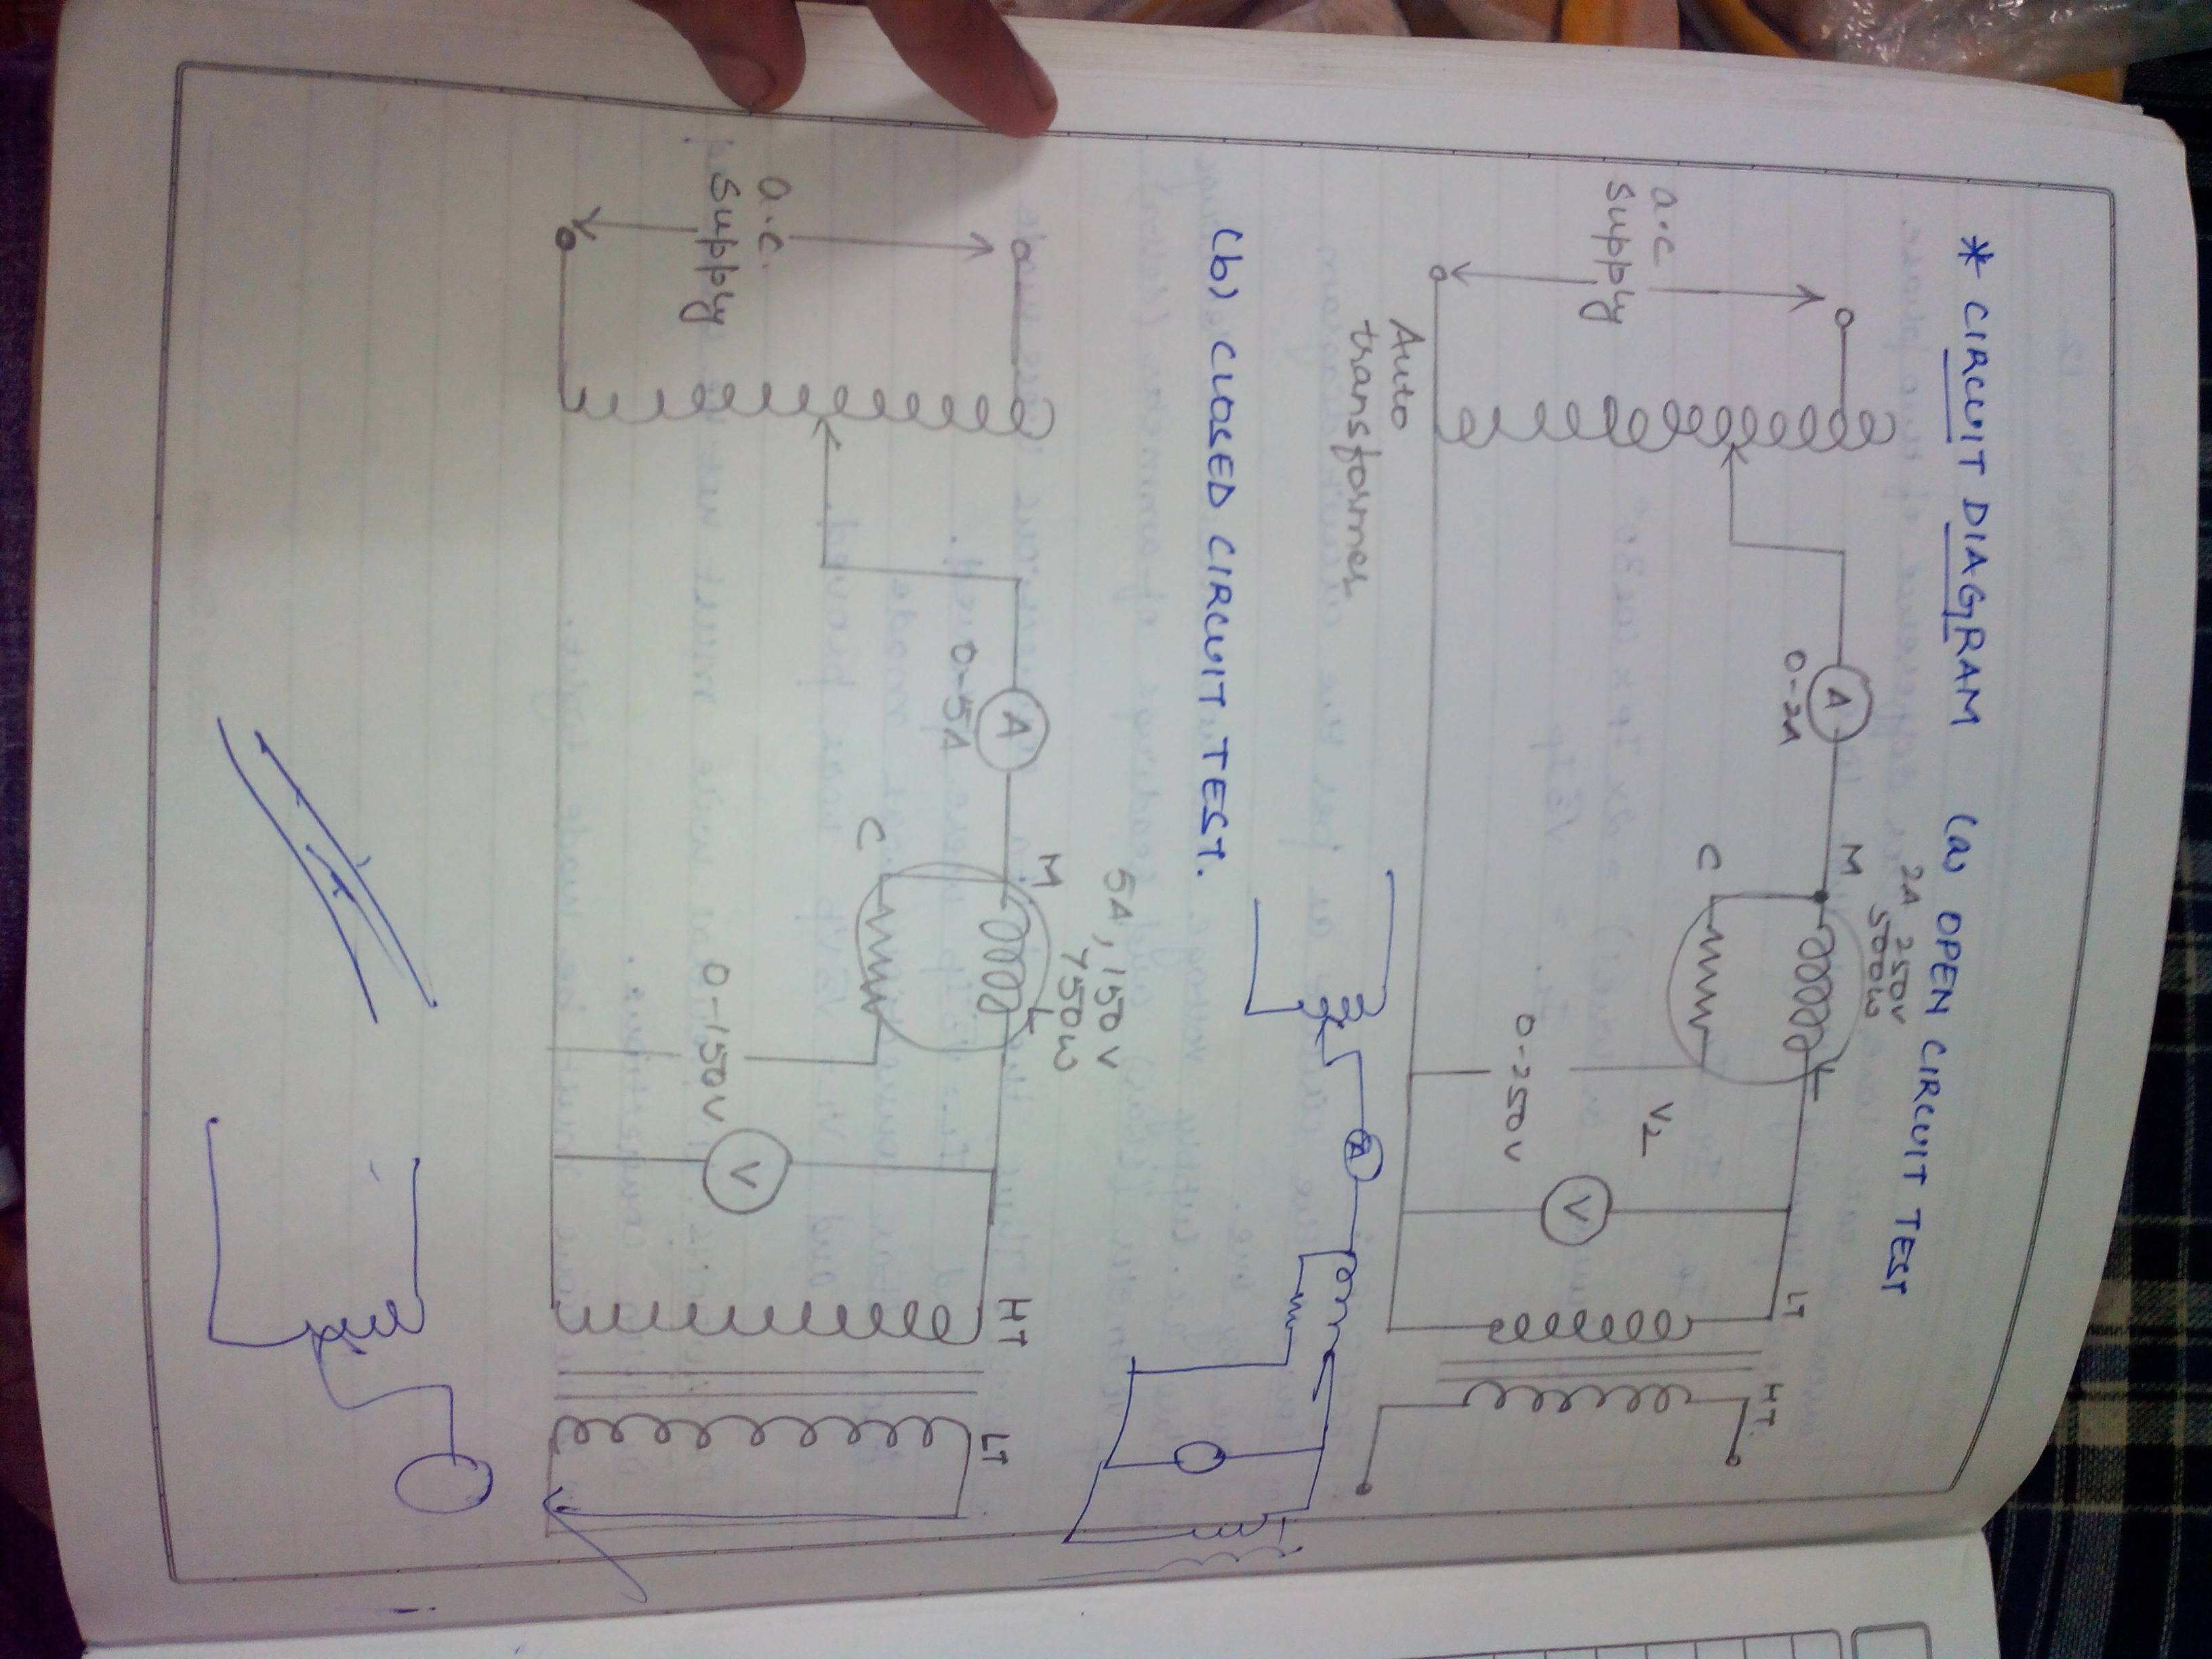 * CIRCUIT DIAGRAM (a) OPEN CIRCUIT TEST
2A 250V
500W
M
L
LT
HT.
A
0-2A
C
a.c
supply
V2
V
0-250V
Auto
transformer
A
(b) CLOSED CIRCUIT TEST.
5A, 150V
750W
M
L
HT
LT
A
0-5A
C
a.c.
supply
0-150V
V